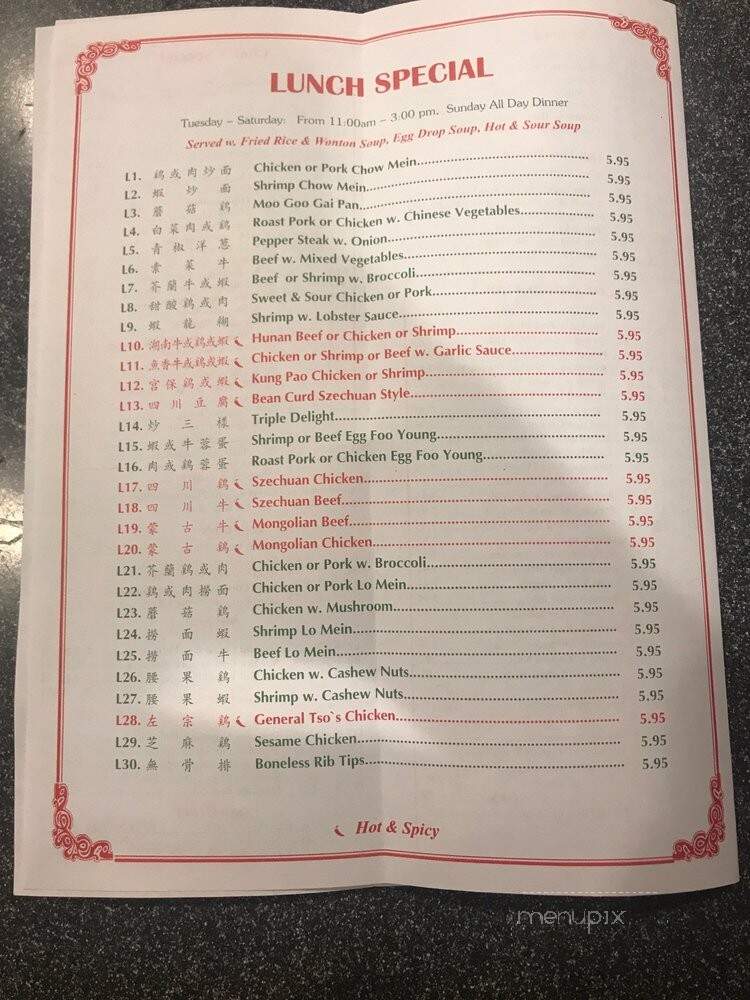 LUNCH SPECIAL
Tuesday – Saturday: From 11:00am – 3:00 pm. Sunday All Day Dinner
Served w. Fried Rice & Wonton Soup, Egg Drop Soup, Hot & Sour Soup
L1. 鷄或肉炒面 Chicken or Pork Chow Mein 5.95
L2. 蝦炒面 Shrimp Chow Mein 5.95
L3. 蘑菇鷄 Moo Goo Gai Pan 5.95
L4. 白菜肉或鷄 Roast Pork or Chicken w. Chinese Vegetables 5.95
L5. 青椒洋葱 Pepper Steak w. Onion 5.95
L6. 素菜牛 Beef w. Mixed Vegetables 5.95
L7. 芥蘭牛或蝦 Beef or Shrimp w. Broccoli 5.95
L8. 甜酸鷄或肉 Sweet & Sour Chicken or Pork 5.95
L9. 蝦龍糊 Shrimp w. Lobster Sauce 5.95
L10. 湖南牛或鷄或蝦 Hunan Beef or Chicken or Shrimp 5.95
L11. 魚香牛或鷄或蝦 Chicken or Shrimp or Beef w. Garlic Sauce 5.95
L12. 宫保鷄或蝦 Kung Pao Chicken or Shrimp 5.95
L13. 四川豆腐 Bean Curd Szechuan Style 5.95
L14. 炒三樣 Triple Delight 5.95
L15. 蝦或牛蓉蛋 Shrimp or Beef Egg Foo Young 5.95
L16. 肉或鷄蓉蛋 Roast Pork or Chicken Egg Foo Young 5.95
L17. 四川鷄 Szechuan Chicken 5.95
L18. 四川牛 Szechuan Beef 5.95
L19. 蒙古牛 Mongolian Beef 5.95
L20. 蒙古鷄 Mongolian Chicken 5.95
L21. 芥蘭鷄或肉 Chicken or Pork w. Broccoli 5.95
L22. 鷄或肉撈面 Chicken or Pork Lo Mein 5.95
L23. 蘑菇鷄 Chicken w. Mushroom 5.95
L24. 撈面蝦 Shrimp Lo Mein 5.95
L25. 撈面牛 Beef Lo Mein 5.95
L26. 腰果鷄 Chicken w. Cashew Nuts 5.95
L27. 腰果蝦 Shrimp w. Cashew Nuts 5.95
L28. 左宗鷄 General Tso`s Chicken 5.95
L29. 芝麻鷄 Sesame Chicken 5.95
L30. 無骨排 Boneless Rib Tips 5.95
Hot & Spicy
menupix